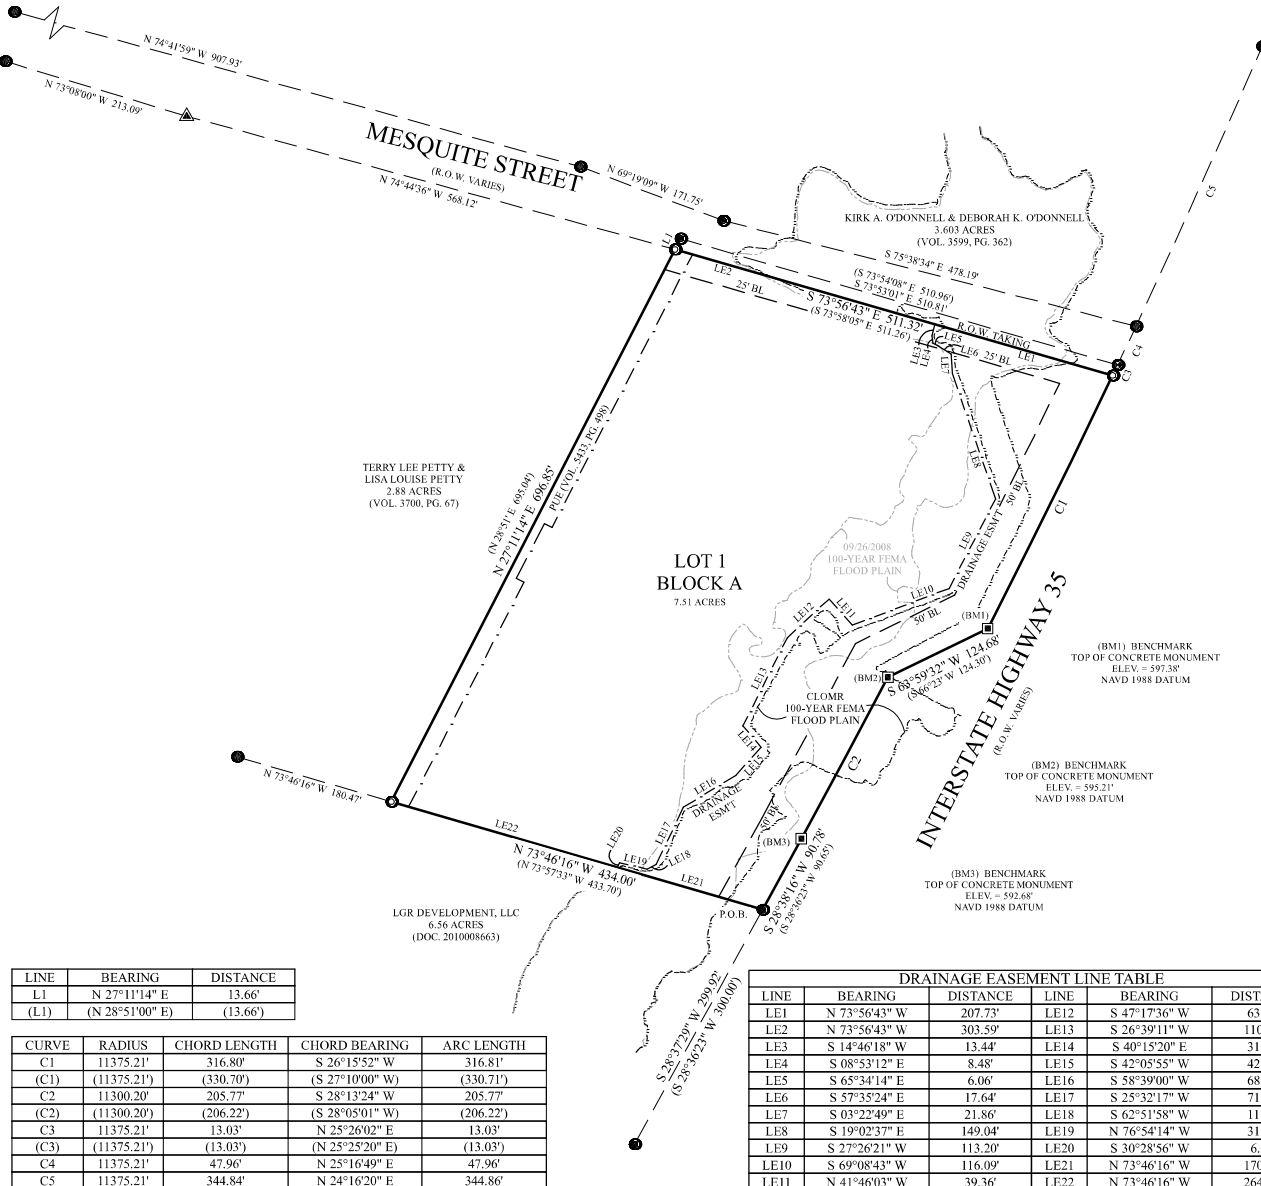 N 74°41'59" W 907.93'
N 73°08'00" W 213.09'
MESQUITE STREET
(R.O.W. VARIES)
N 74°44'36" W 568.12'
N 69°19'09" W 171.75'
C5
KIRK A. O'DONNELL & DEBORAH K. O'DONNELL
3.603 ACRES
(VOL. 3599, PG. 362)
S 75°38'34" E 478.19'
(S 73°54'08" E 510.96')
S 73°53'01" E 510.81'
L1
LE2
25' BL
S 73°56'43" E 511.32'
(S 73°58'05" E 511.26')
R.O.W. TAKING
LE1
LE3
LE4
LE5
LE6
25' BL
LE7
C4
C3
LE8
50' BL
C1
TERRY LEE PETTY &
LISA LOUISE PETTY
2.88 ACRES
(VOL. 3700, PG. 67)
(N 28°51' E 695.04')
N 27°11'14" E 696.85'
PUE (VOL. 5433, PG. 498)
LOT 1
BLOCK A
7.51 ACRES
09/26/2008
100-YEAR FEMA
FLOOD PLAIN
LE9
DRAINAGE ESM'T
LE10
LE11
LE12
50' BL
(BM1)
S 63°59'32" W 124.68'
(S 66°23' W 124.30')
(BM2)
LE13
CLOMR
100-YEAR FEMA
FLOOD PLAIN
INTERSTATE HIGHWAY 35
(R.O.W. VARIES)
(BM1) BENCHMARK
TOP OF CONCRETE MONUMENT
ELEV. = 597.38'
NAVD 1988 DATUM
(BM2) BENCHMARK
TOP OF CONCRETE MONUMENT
ELEV. = 595.21'
NAVD 1988 DATUM
(BM3) BENCHMARK
TOP OF CONCRETE MONUMENT
ELEV. = 592.68'
NAVD 1988 DATUM
LE14
LE15
C2
LE16
DRAINAGE
ESM'T
50' BL
(BM3)
N 73°46'16" W 180.47'
LE22
LE20
LE17
LE19
LE18
LE21
N 73°46'16" W 434.00'
(N 73°57'33" W 433.70')
P.O.B.
S 28°38'16" W 90.78'
(S 28°36'23" W 90.65')
LGR DEVELOPMENT, LLC
6.56 ACRES
(DOC. 2010008663)
S 28°37'29" W 299.92'
(S 28°36'23" W 300.00')
LINE BEARING DISTANCE
L1 N 27°11'14" E 13.66'
(L1) (N 28°51'00" E) (13.66')
CURVE RADIUS CHORD LENGTH CHORD BEARING ARC LENGTH
C1 11375.21' 316.80' S 26°15'52" W 316.81'
(C1) (11375.21') (330.70') (S 27°10'00" W) (330.71')
C2 11300.20' 205.77' S 28°13'24" W 205.77'
(C2) (11300.20') (206.22') (S 28°05'01" W) (206.22')
C3 11375.21' 13.03' N 25°26'02" E 13.03'
(C3) (11375.21') (13.03') (N 25°25'20" E) (13.03')
C4 11375.21' 47.96' N 25°16'49" E 47.96'
C5 11375.21' 344.84' N 24°16'20" E 344.86'
DRAINAGE EASEMENT LINE TABLE
LINE BEARING DISTANCE LINE BEARING DIST
LE1 N 73°56'43" W 207.73' LE12 S 47°17'36" W 63
LE2 N 73°56'43" W 303.59' LE13 S 26°39'11" W 110
LE3 S 14°46'18" W 13.44' LE14 S 40°15'20" E 31
LE4 S 08°53'12" E 8.48' LE15 S 42°05'55" W 42
LE5 S 65°34'14" E 6.06' LE16 S 58°39'00" W 68
LE6 S 57°35'24" E 17.64' LE17 S 25°32'17" W 71
LE7 S 03°22'49" E 21.86' LE18 S 62°51'58" W 11
LE8 S 19°02'37" E 149.04' LE19 N 76°54'14" W 31
LE9 S 27°26'21" W 113.20' LE20 S 30°28'56" W 6.
LE10 S 69°08'43" W 116.09' LE21 N 73°46'16" W 170
LE11 N 41°46'03" W 39.36' LE22 N 73°46'16" W 264